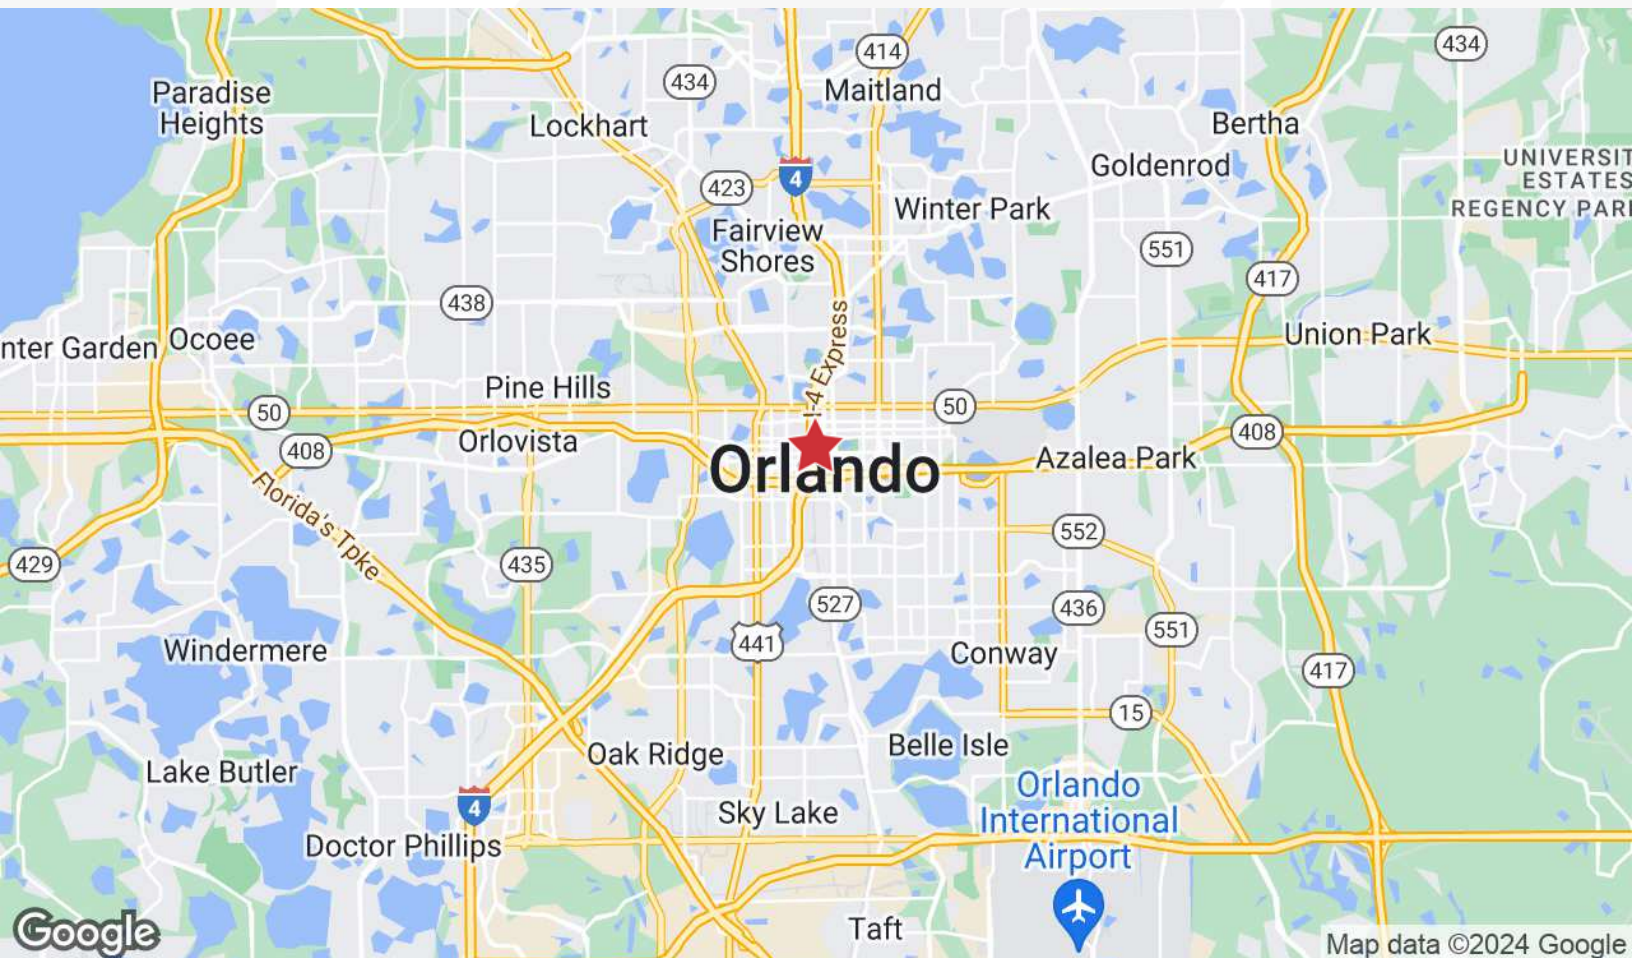 434
414
434
Maitland
Paradise
Heights
Lockhart
Bertha
Goldenrod
UNIVERSIT
ESTATES
REGENCY PARK
423
4
Winter Park
Fairview
Shores
551
417
438
I-4 Express
nter Garden
Ocoee
Union Park
Pine Hills
50
50
Orlovista
408
408
Orlando
Azalea Park
Florida's Tpke
552
429
435
527
436
551
441
Windermere
Conway
417
15
Oak Ridge
Belle Isle
Lake Butler
Orlando
International
Airport
4
Sky Lake
Doctor Phillips
Taft
Google
Map data ©2024 Google